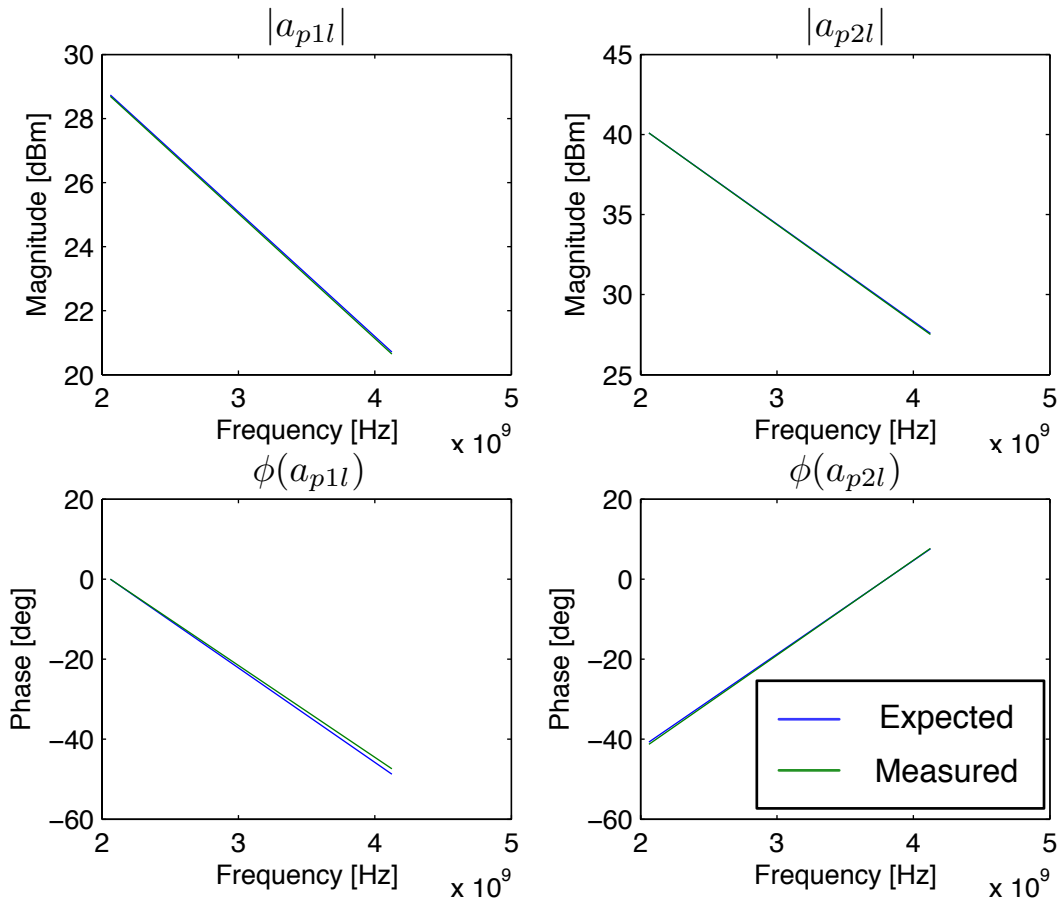 |a_{p1l}|
30
28
26
24
22
20
Magnitude [dBm]
2 3 4 5
Frequency [Hz]
x 10^9
|a_{p2l}|
45
40
35
30
25
Magnitude [dBm]
2 3 4 5
Frequency [Hz]
x 10^9
ϕ(a_{p1l})
20
0
−20
−40
−60
Phase [deg]
2 3 4 5
Frequency [Hz]
x 10^9
ϕ(a_{p2l})
20
0
−20
−40
−60
Phase [deg]
Expected
Measured
2 3 4 5
Frequency [Hz]
x 10^9